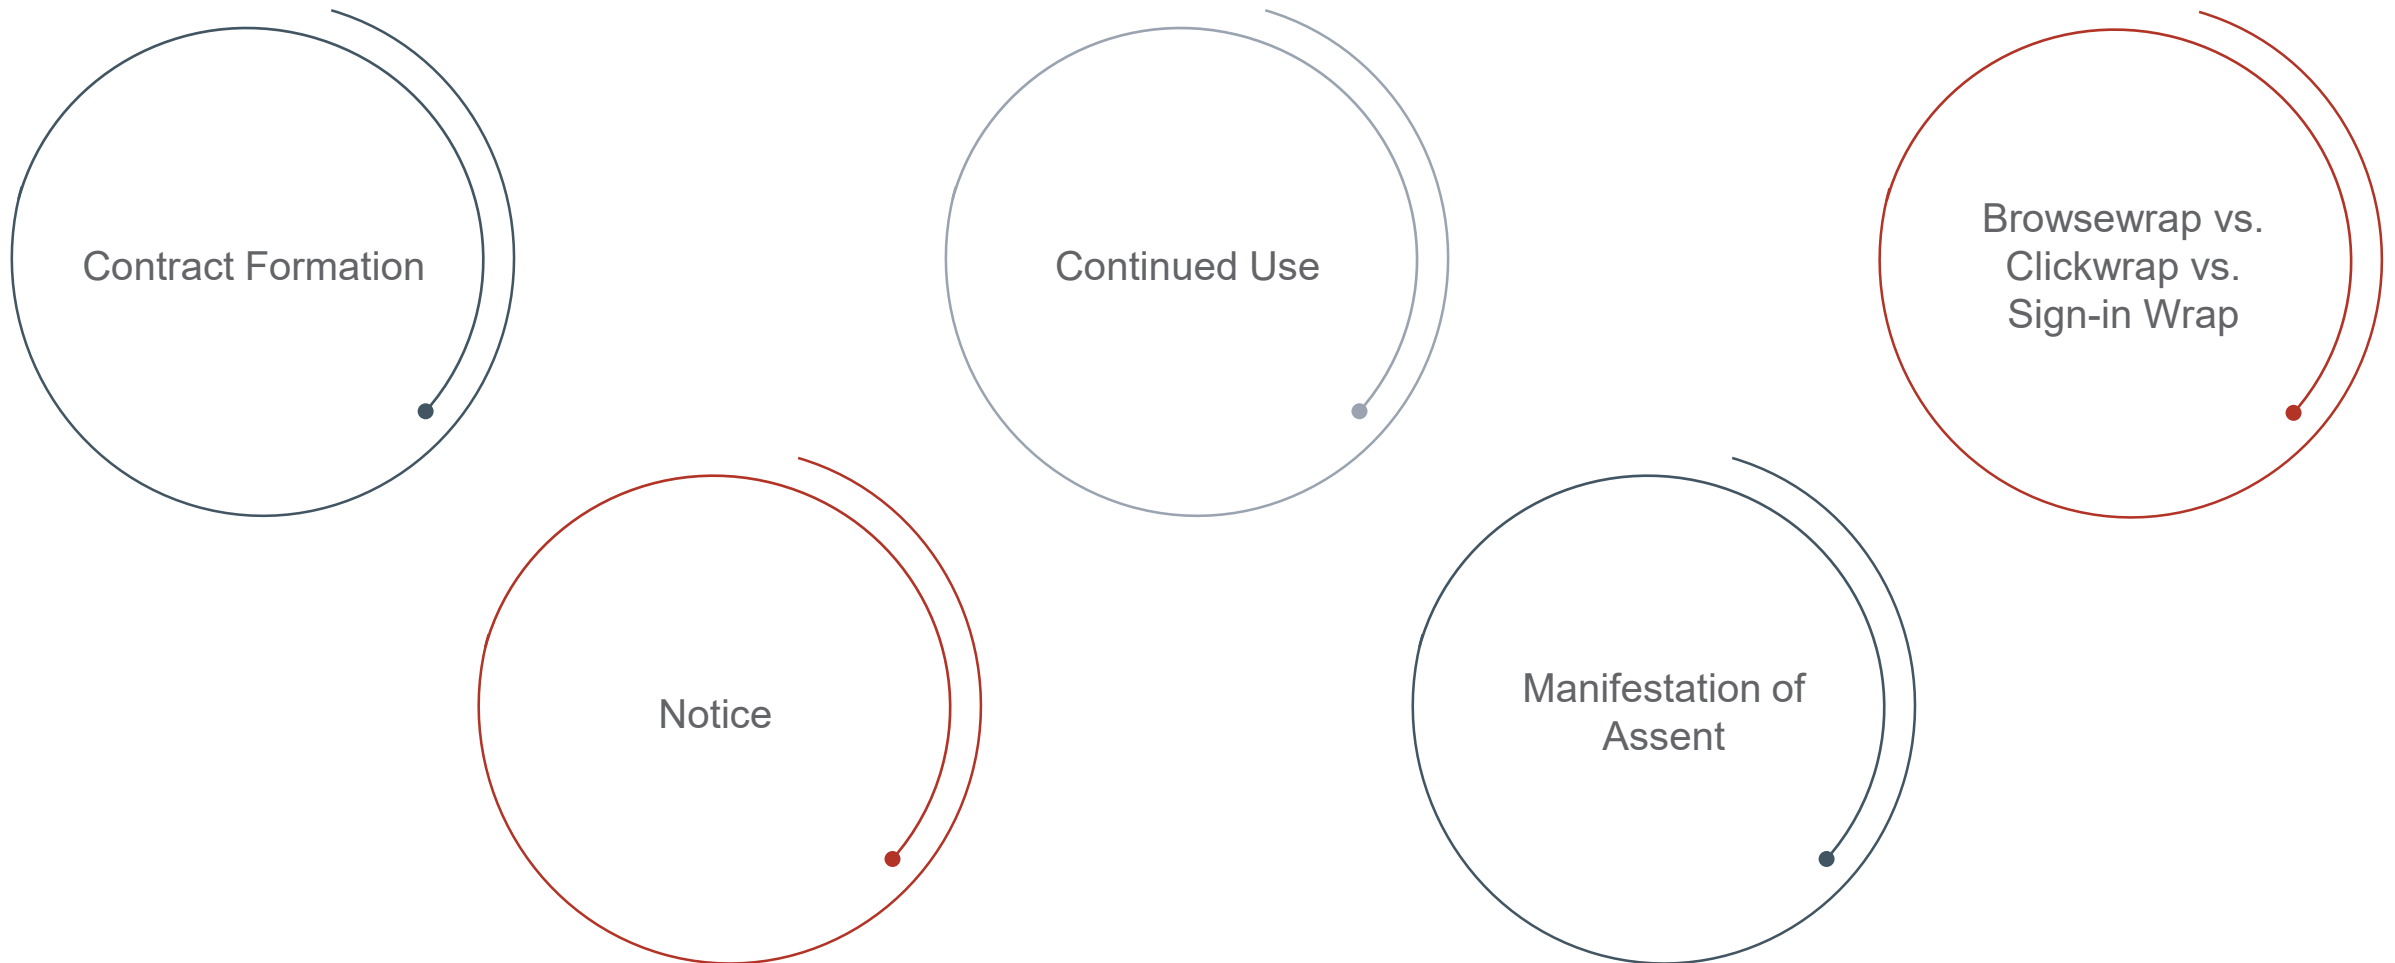 Contract Formation
Notice
Continued Use
Manifestation of
Assent
Browsewrap vs.
Clickwrap vs.
Sign-in Wrap